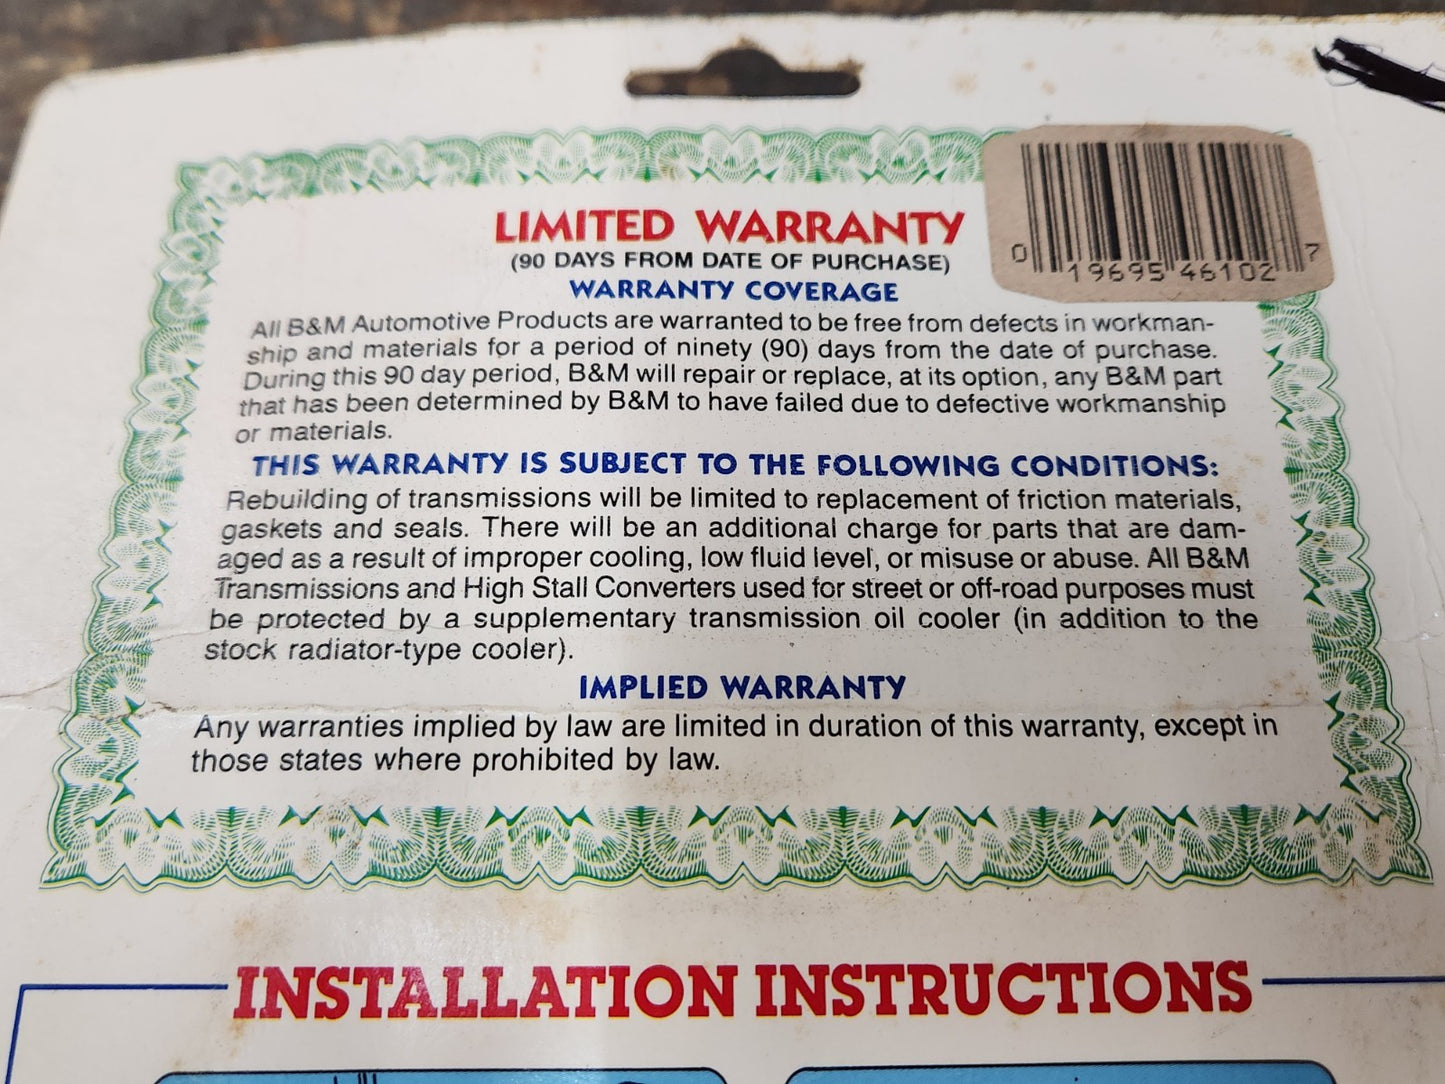 LIMITED WARRANTY
(90 DAYS FROM DATE OF PURCHASE)
0 19695 46102 7
WARRANTY COVERAGE
All B&M Automotive Products are warranted to be free from defects in workman-
ship and materials for a period of ninety (90) days from the date of purchase.
During this 90 day period, B&M will repair or replace, at its option, any B&M part
that has been determined by B&M to have failed due to defective workmanship
or materials.
THIS WARRANTY IS SUBJECT TO THE FOLLOWING CONDITIONS:
Rebuilding of transmissions will be limited to replacement of friction materials,
gaskets and seals. There will be an additional charge for parts that are dam-
aged as a result of improper cooling, low fluid level, or misuse or abuse. All B&M
Transmissions and High Stall Converters used for street or off-road purposes must
be protected by a supplementary transmission oil cooler (in addition to the
stock radiator-type cooler).
IMPLIED WARRANTY
Any warranties implied by law are limited in duration of this warranty, except in
those states where prohibited by law.
INSTALLATION INSTRUCTIONS